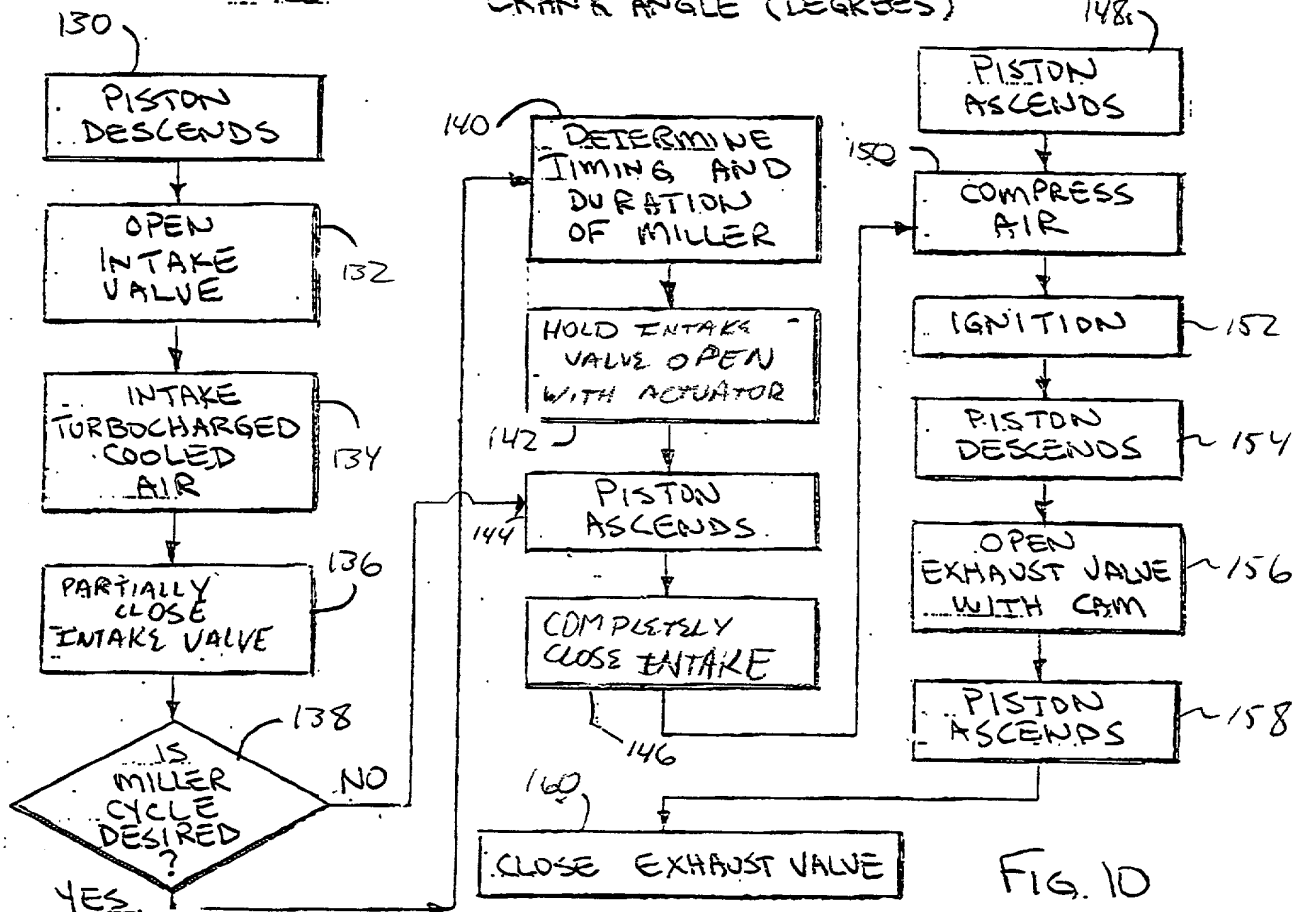 CRANK ANGLE (DEGREES)
130
PISTON
DESCENDS
OPEN
INTAKE
VALVE
132
INTAKE
TURBOCHARGED
COOLED
AIR
134
PARTIALLY
CLOSE
INTAKE VALVE
136
IS
MILLER
CYCLE
DESIRED
?
138
NO
YES
140
DETERMINE
TIMING AND
DURATION
OF MILLER
HOLD INTAKE
VALVE OPEN
WITH ACTUATOR
142
PISTON
ASCENDS
144
COMPLETELY
CLOSE INTAKE
146
148
PISTON
ASCENDS
150
COMPRESS
AIR
IGNITION
152
PISTON
DESCENDS
154
OPEN
EXHAUST VALVE
WITH CAM
156
PISTON
ASCENDS
158
160
CLOSE EXHAUST VALVE
FIG. 10